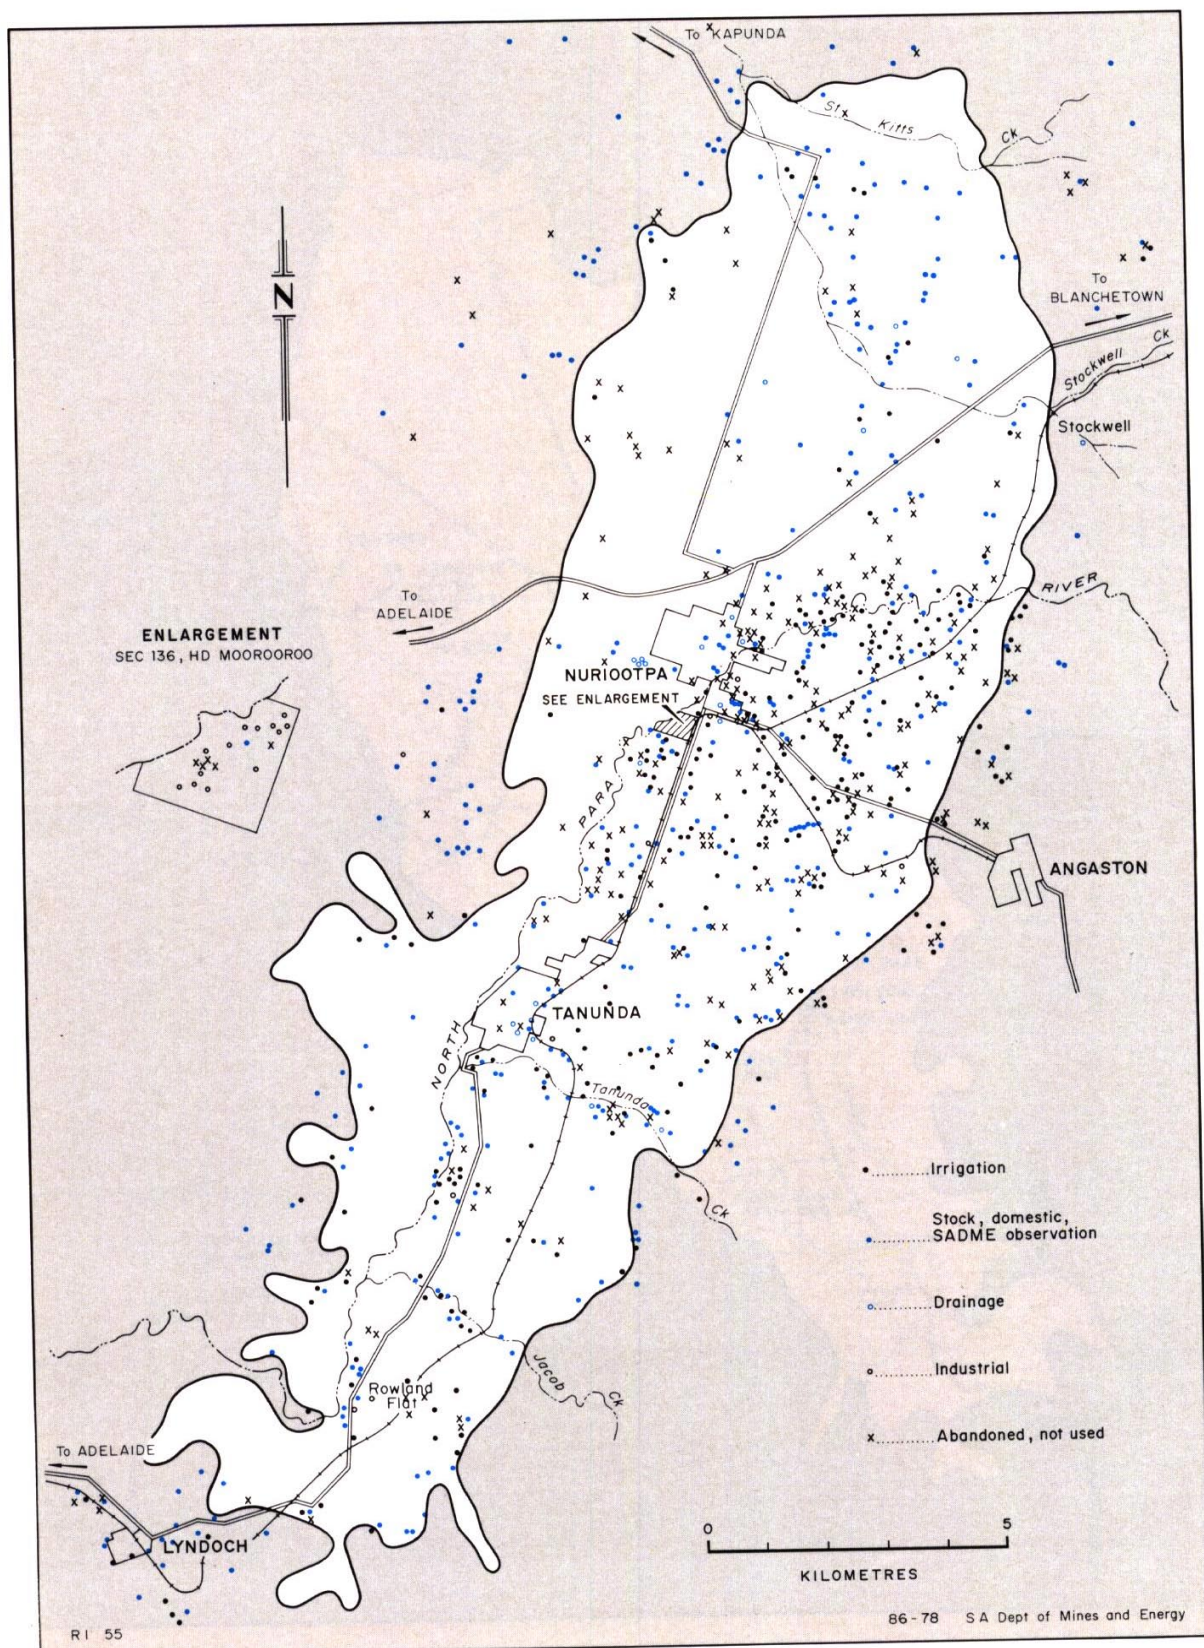 To KAPUNDA
St Kitts Ck
N
To
BLANCHETOWN
Stockwell Ck
Stockwell
To
ADELAIDE
RIVER
ENLARGEMENT
SEC 136, HD MOOROOROO
NURIOOTPA
SEE ENLARGEMENT
PARA
ANGASTON
NORTH
TANUNDA
Tanunda Ck
Irrigation
Stock, domestic,
SADME observation
Drainage
Industrial
Abandoned, not used
Jacob Ck
Rowland
Flat
To ADELAIDE
LYNDOCH
0 5
KILOMETRES
RI 55
86-78 S A Dept of Mines and Energy